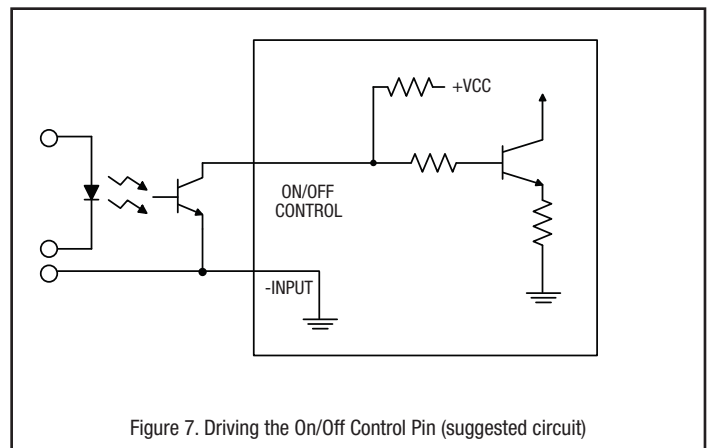 +VCC
ON/OFF
CONTROL
-INPUT
Figure 7. Driving the On/Off Control Pin (suggested circuit)